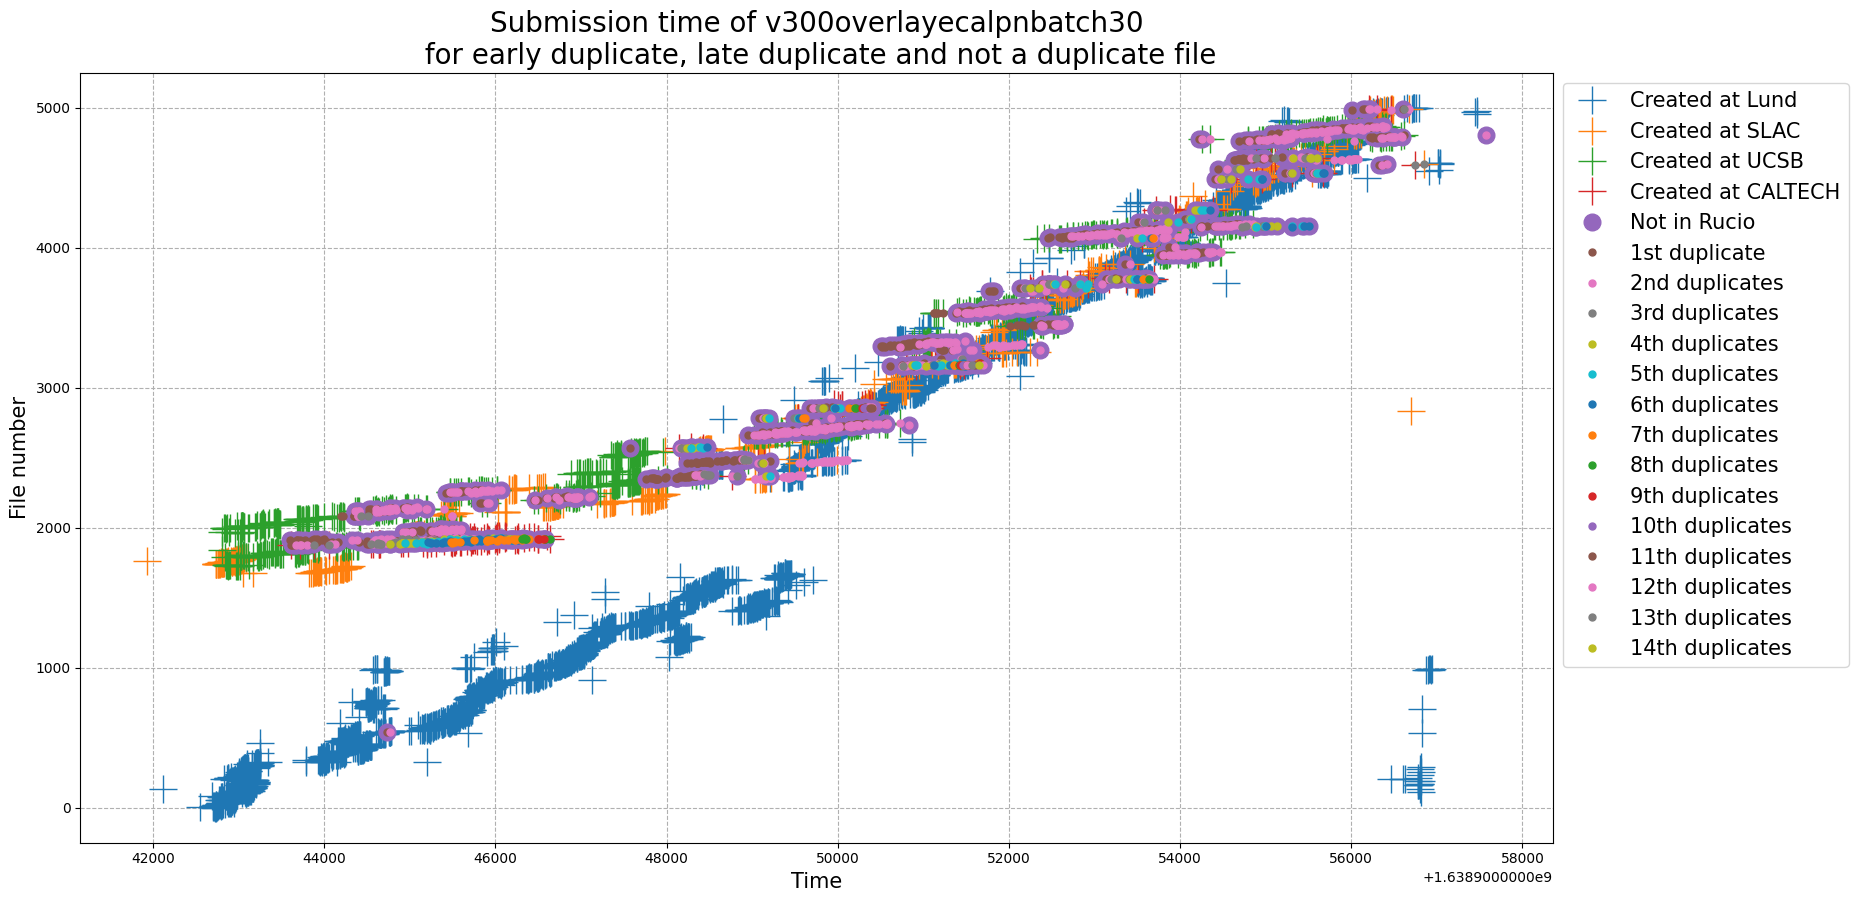 Submission time of v300overlayecalpnbatch30
for early duplicate, late duplicate and not a duplicate file
File number
5000
4000
3000
2000
1000
0
42000
44000
46000
48000
50000
52000
54000
56000
58000
+1.6389000000e9
Time
Created at Lund
Created at SLAC
Created at UCSB
Created at CALTECH
Not in Rucio
1st duplicate
2nd duplicates
3rd duplicates
4th duplicates
5th duplicates
6th duplicates
7th duplicates
8th duplicates
9th duplicates
10th duplicates
11th duplicates
12th duplicates
13th duplicates
14th duplicates